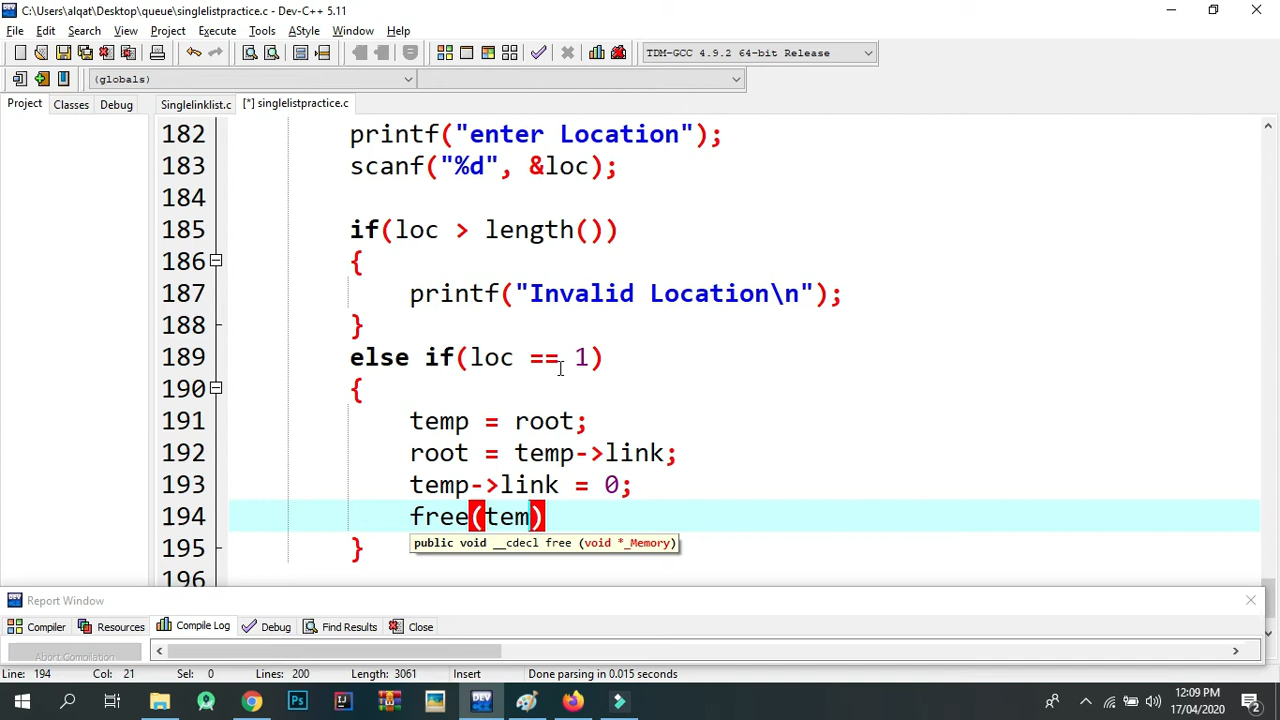 C:\Users\alqat\Desktop\queue\singlelistpractice.c - Dev-C++ 5.11
File Edit Search View Project Execute Tools AStyle Window Help
TDM-GCC 4.9.2 64-bit Release
(globals)
Project Classes Debug Singlelinklist.c [*] singlelistpractice.c
182 printf("enter Location");
183 scanf("%d", &loc);
184
185 if(loc > length())
186 {
187 printf("Invalid Location\n");
188 }
189 else if(loc == 1)
190 {
191 temp = root;
192 root = temp->link;
193 temp->link = 0;
194 free(tem)
public void __cdecl free (void *_Memory)
195 }
196
Report Window
Compiler Resources Compile Log Debug Find Results Close
Abort Compilation
Line: 194 Col: 21 Sel: 0 Lines: 200 Length: 3061 Insert Done parsing in 0.015 seconds
Ps DEV
12:09 PM
17/04/2020
2